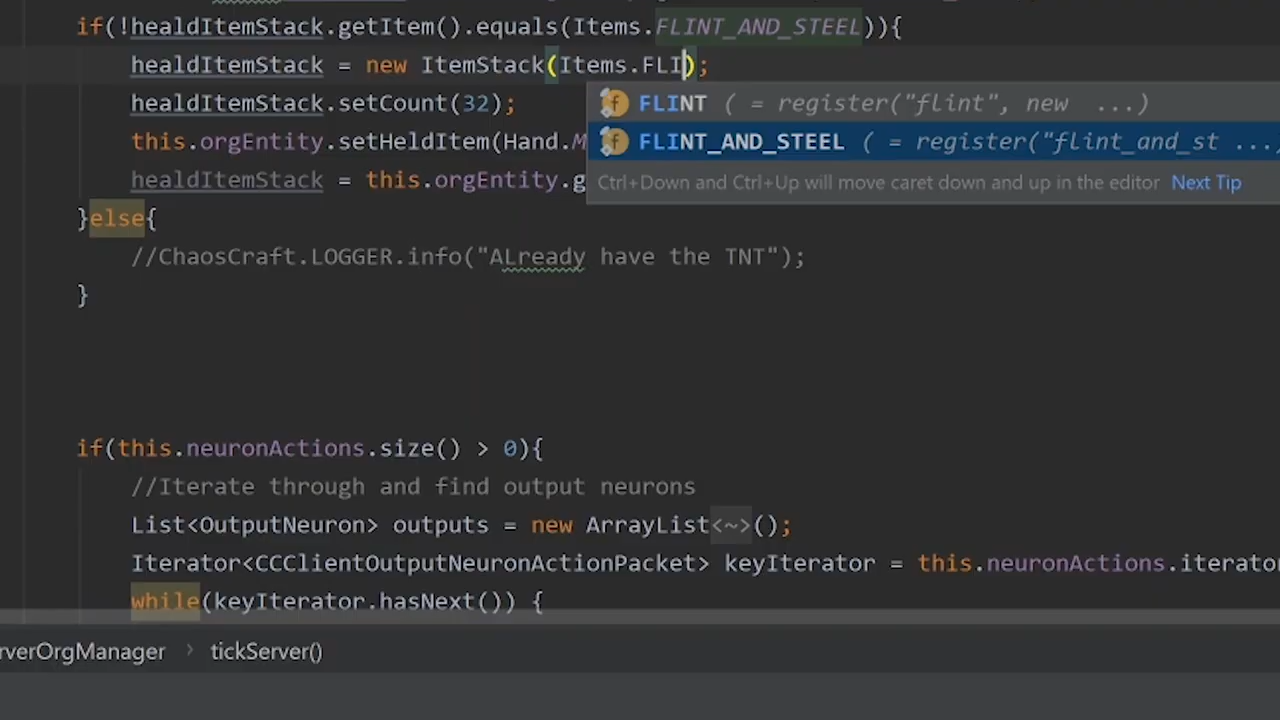 if(!healdItemStack.getItem().equals(Items.FLINT_AND_STEEL)){
healdItemStack = new ItemStack(Items.FLI);
FLINT ( = register("flint", new ...)
healdItemStack.setCount(32);
this.orgEntity.setHeldItem(Hand.M
FLINT_AND_STEEL ( = register("flint_and_st ...)
healdItemStack = this.orgEntity.g
Ctrl+Down and Ctrl+Up will move caret down and up in the editor Next Tip
}else{
//ChaosCraft.LOGGER.info("ALready have the TNT");
}
if(this.neuronActions.size() > 0){
//Iterate through and find output neurons
List<OutputNeuron> outputs = new ArrayList<~>();
Iterator<CCClientOutputNeuronActionPacket> keyIterator = this.neuronActions.iterator
while(keyIterator.hasNext()) {
rverOrgManager › tickServer()